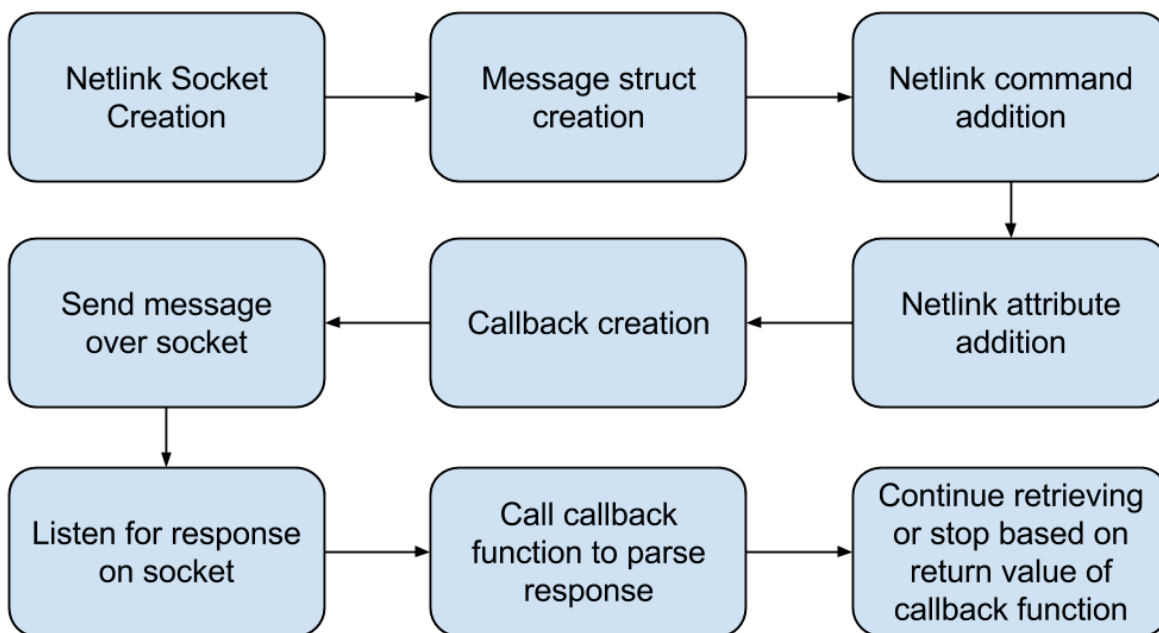 Netlink Socket
Creation
Message struct
creation
Netlink command
addition
Netlink attribute
addition
Callback creation
Send message
over socket
Listen for response
on socket
Call callback
function to parse
response
Continue retrieving
or stop based on
return value of
callback function